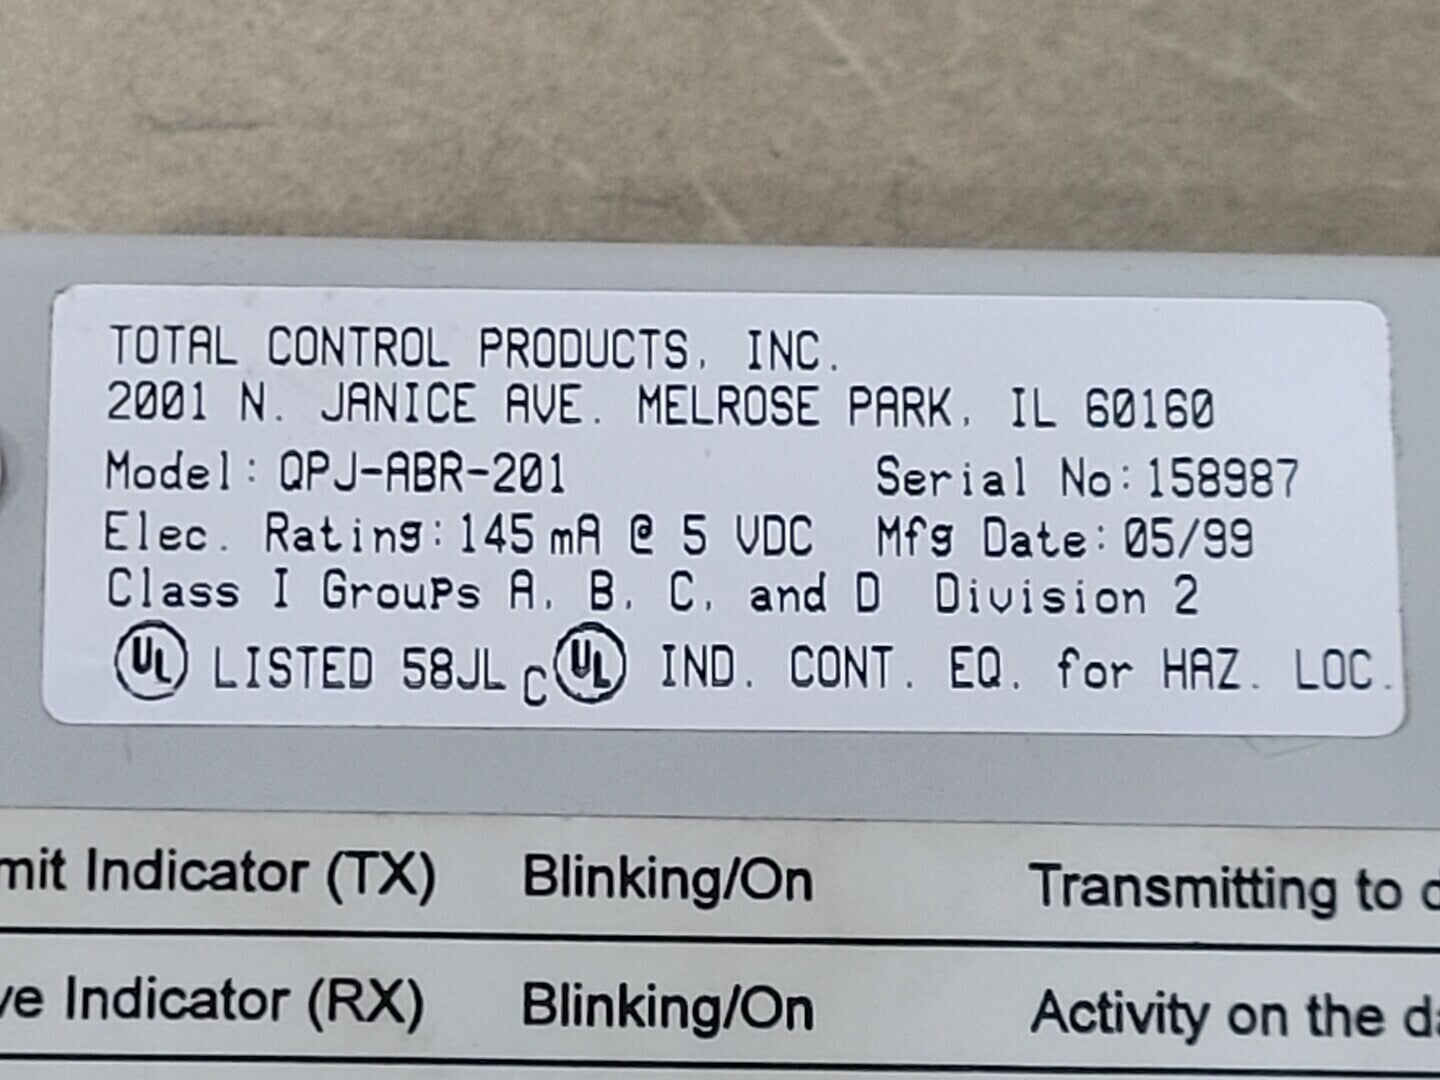 TOTAL CONTROL PRODUCTS, INC.
2001 N. JANICE AVE. MELROSE PARK, IL 60160
Model: QPJ-ABR-201 Serial No:158987
Elec. Rating:145 mA @ 5 VDC Mfg Date:05/99
Class I Groups A, B, C, and D Division 2
UL LISTED 58JL C UL IND. CONT. EQ. for HAZ. LOC.
mit Indicator (TX) Blinking/On Transmitting to d
ve Indicator (RX) Blinking/On Activity on the da